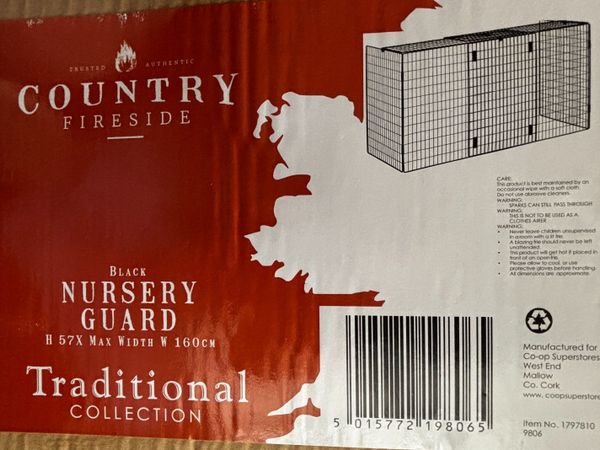 TRUSTED AUTHENTIC
COUNTRY
FIRESIDE
BLACK
NURSERY
GUARD
H 57X MAX WIDTH W 160CM
Traditional
COLLECTION
CARE:
This product is best maintained by an
occasional wipe with a soft cloth.
Do not use abrasive cleaners.
WARNING:
SPARKS CAN STILL PASS THROUGH
WARNING:
THIS IS NOT TO BE USED AS A
CLOTHES AIRER
WARNING:
• Never leave children unsupervised
in a room with a lit fire.
• A blazing fire should never be left
unattended.
• This product will get hot if placed in
front of an open fire.
• Please allow to cool, or use
protective gloves before handling.
• All dimensions are approximate.
5 015772 198065
Manufactured for
Co-op Superstores
West End
Mallow
Co. Cork
www. coopsuperstore
Item No. 1797810
9806